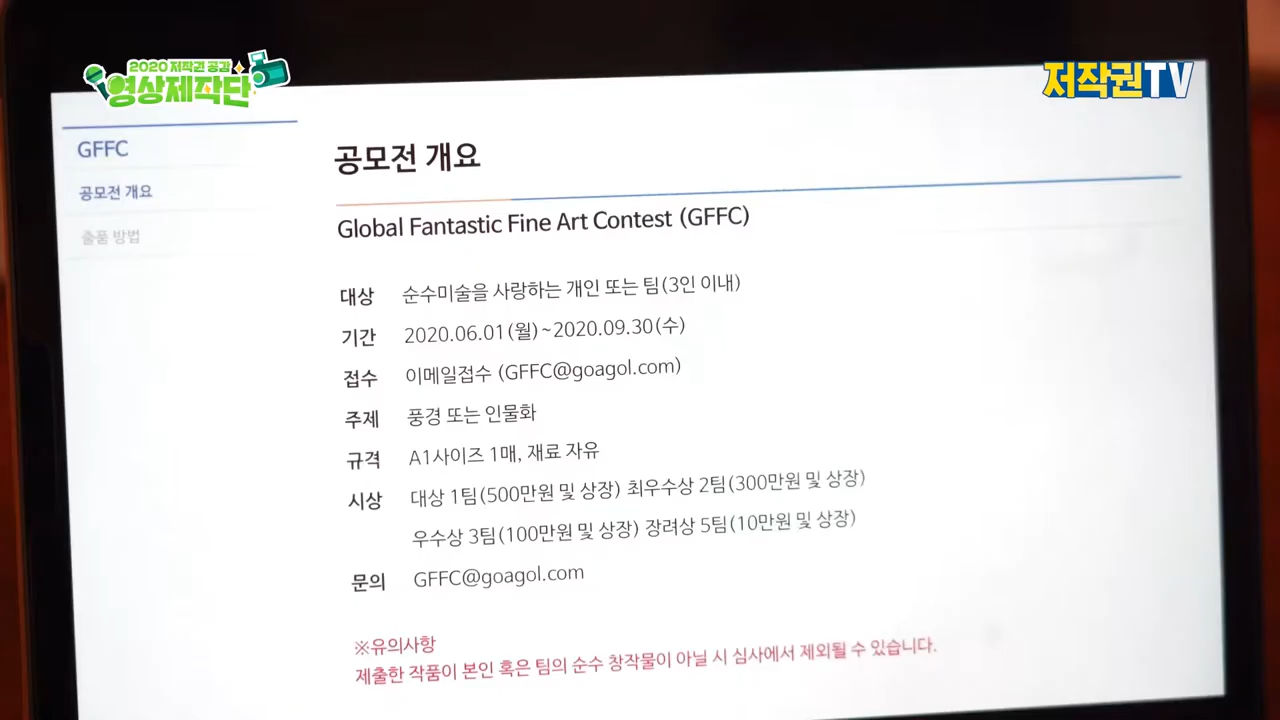 2020 저작권 공감
영상제작단
저작권TV
GFFC
공모전 개요
출품 방법
공모전 개요
Global Fantastic Fine Art Contest (GFFC)
대상 순수미술을 사랑하는 개인 또는 팀(3인 이내)
기간 2020.06.01(월)~2020.09.30(수)
접수 이메일접수 (GFFC@goagol.com)
주제 풍경 또는 인물화
규격 A1사이즈 1매, 재료 자유
시상 대상 1팀(500만원 및 상장) 최우수상 2팀(300만원 및 상장)
우수상 3팀(100만원 및 상장) 장려상 5팀(10만원 및 상장)
문의 GFFC@goagol.com
※유의사항
제출한 작품이 본인 혹은 팀의 순수 창작물이 아닐 시 심사에서 제외될 수 있습니다.